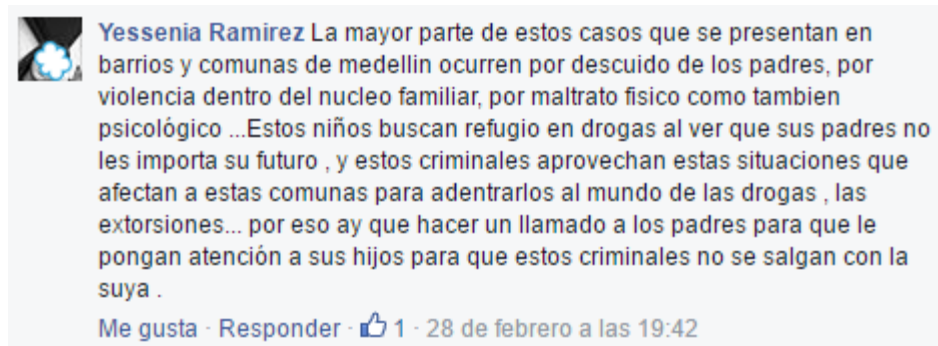 Yessenia Ramirez La mayor parte de estos casos que se presentan en
barrios y comunas de medellin ocurren por descuido de los padres, por
violencia dentro del nucleo familiar, por maltrato fisico como tambien
psicológico ...Estos niños buscan refugio en drogas al ver que sus padres no
les importa su futuro , y estos criminales aprovechan estas situaciones que
afectan a estas comunas para adentrarlos al mundo de las drogas , las
extorsiones... por eso ay que hacer un llamado a los padres para que le
pongan atención a sus hijos para que estos criminales no se salgan con la
suya .
Me gusta · Responder · 1 · 28 de febrero a las 19:42